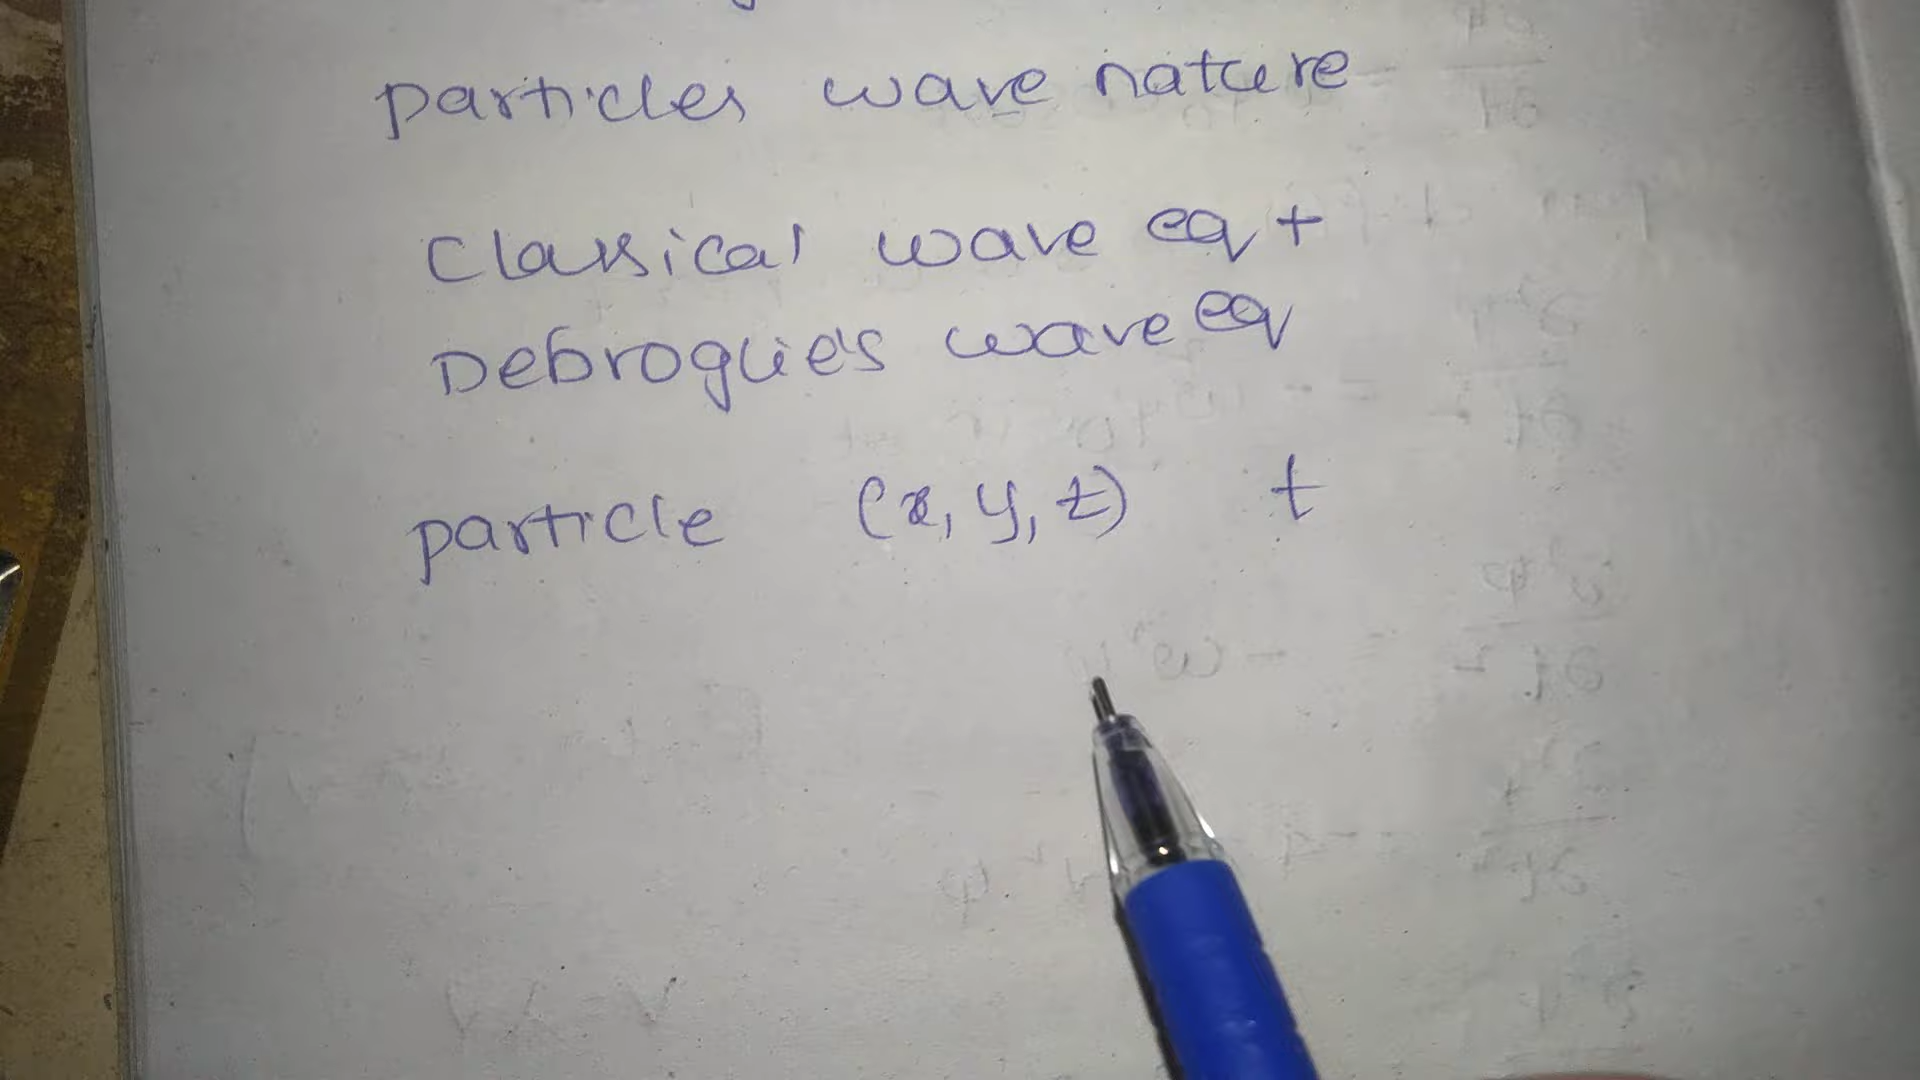 particles wave nature
Classical wave eq +
Debroglie's wave eq
particle (x, y, z) t